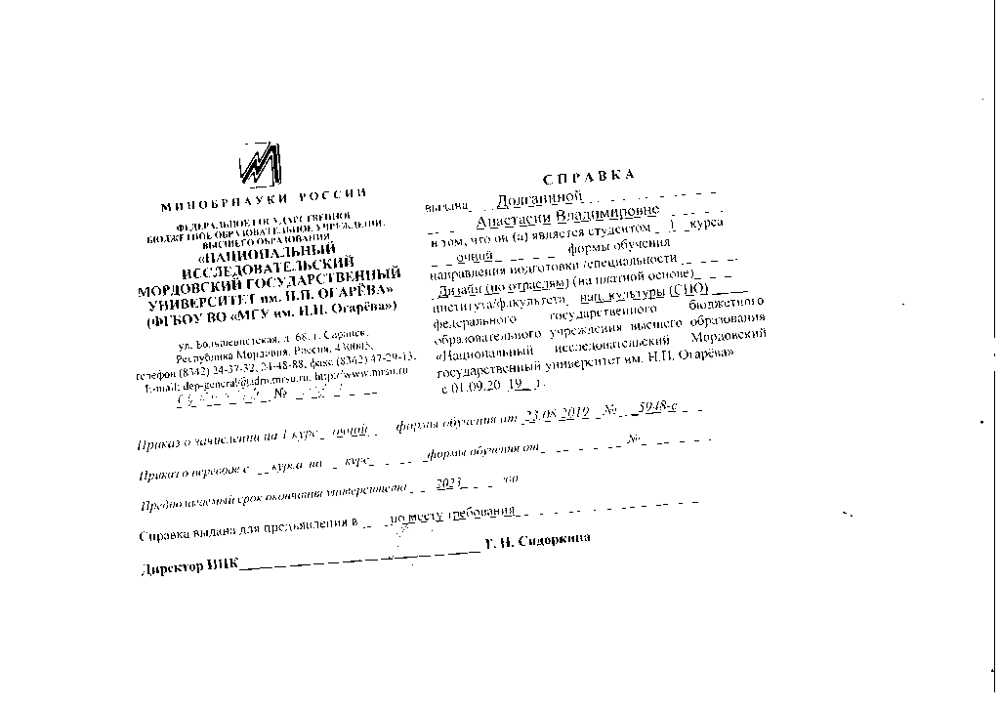 МИНОБРНАУКИ РОССИИ
ФЕДЕРАЛЬНОЕ ГОСУДАРСТВЕННОЕ
БЮДЖЕТНОЕ ОБРАЗОВАТЕЛЬНОЕ УЧРЕЖДЕНИЕ
ВЫСШЕГО ОБРАЗОВАНИЯ
«НАЦИОНАЛЬНЫЙ
ИССЛЕДОВАТЕЛЬСКИЙ
МОРДОВСКИЙ ГОСУДАРСТВЕННЫЙ
УНИВЕРСИТЕТ им. Н.П. ОГАРЁВА»
(ФГБОУ ВО «МГУ им. Н.П. Огарёва»)
ул. Большевистская, д. 68, г. Саранск,
Республика Мордовия, Россия, 430005,
телефон (8342) 24-37-32, 24-48-88, факс (8342) 47-29-13,
E-mail: dep-general@adm.mrsu.ru, http://www.mrsu.ru
№
СПРАВКА
выдана Долганиной
Анастасии Владимировне
в том, что он (а) является студентом 1 курса
очной формы обучения
направления подготовки /специальности
Дизайн (по отраслям) (на платной основе)
института/факультета нац. культуры (СПО)
федерального государственного бюджетного
образовательного учреждения высшего образования
«Национальный исследовательский Мордовский
государственный университет им. Н.П. Огарёва»
с 01.09.20 19 г.
Приказ о зачислении на 1 курс очной формы обучения от 23.08.2019 № 5948-с
Приказ о переводе с курса на курс формы обучения от №
Предполагаемый срок окончания университета 2023 год
Справка выдана для предъявления в по месту требования
Директор ИНК Т. Н. Сидоркина